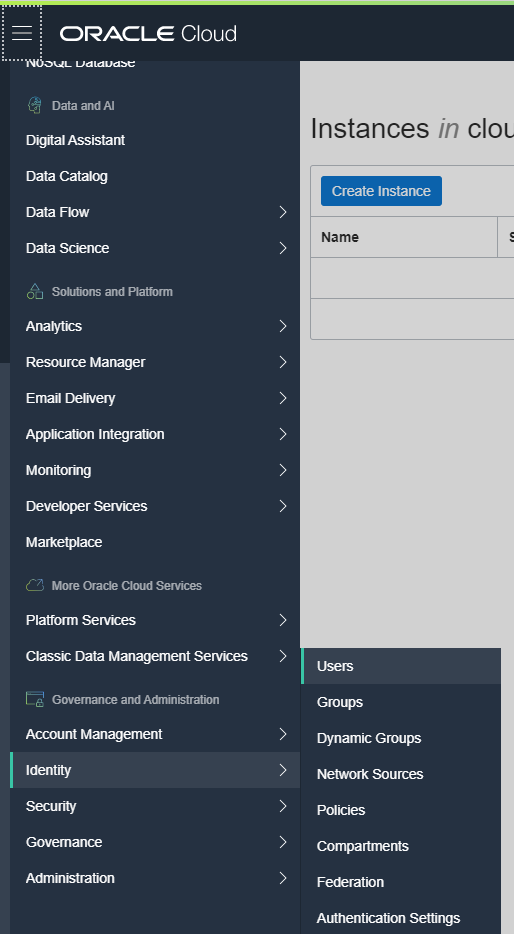 ORACLE Cloud
NoSQL Database
Data and AI
Digital Assistant
Data Catalog
Data Flow
Data Science
Solutions and Platform
Analytics
Resource Manager
Email Delivery
Application Integration
Monitoring
Developer Services
Marketplace
More Oracle Cloud Services
Platform Services
Classic Data Management Services
Governance and Administration
Account Management
Identity
Security
Governance
Administration
Users
Groups
Dynamic Groups
Network Sources
Policies
Compartments
Federation
Authentication Settings
Instances in clou
Create Instance
Name
S